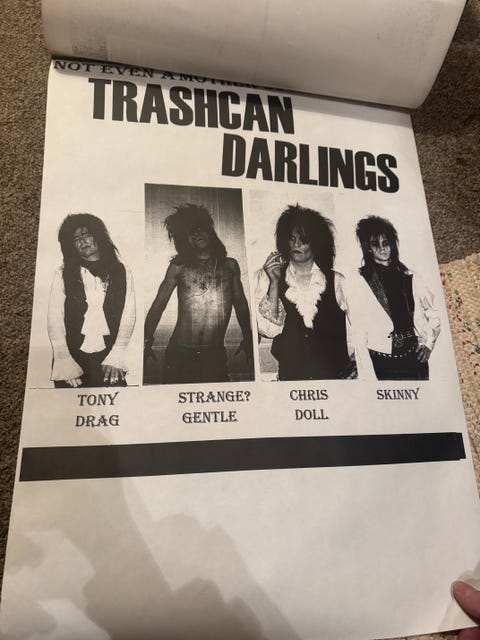 NOT EVEN A
TRASHCAN
DARLINGS
TONY
DRAG
STRANGE?
GENTLE
CHRIS
DOLL
SKINNY